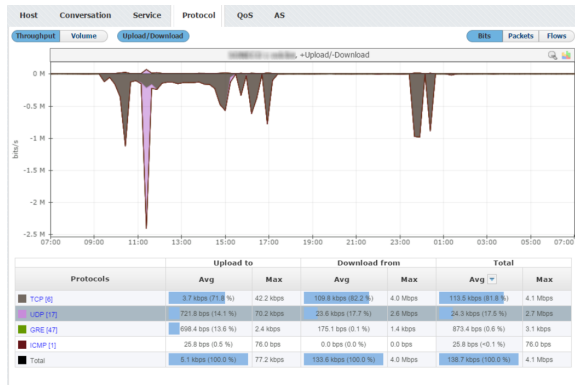 Host Conversation Service Protocol QoS AS
Throughput Volume Upload/Download Bits Packets Flows
+Upload/-Download
0 M
-0.5 M
-1 M
-1.5 M
-2 M
-2.5 M
bits/s
07:00 09:00 11:00 13:00 15:00 17:00 19:00 21:00 23:00 01:00 03:00 05:00 07:00
Upload to Download from Total
Protocols Avg Max Avg Max Avg Max
TCP [6] 3.7 kbps (71.8 %) 42.2 kbps 109.8 kbps (82.2 %) 4.0 Mbps 113.5 kbps (81.8 %) 4.1 Mbps
UDP [17] 721.8 bps (14.1 %) 70.2 kbps 23.6 kbps (17.7 %) 2.6 Mbps 24.3 kbps (17.5 %) 2.7 Mbps
GRE [47] 698.4 bps (13.6 %) 2.4 kbps 175.1 bps (0.1 %) 1.4 kbps 873.4 bps (0.6 %) 3.1 kbps
ICMP [1] 25.8 bps (0.5 %) 76.0 bps 0.0 bps (0.0 %) 0.0 bps 25.8 bps (<0.1 %) 76.0 bps
Total 5.1 kbps (100.0 %) 77.2 kbps 133.6 kbps (100.0 %) 4.0 Mbps 138.7 kbps (100.0 %) 4.1 Mbps